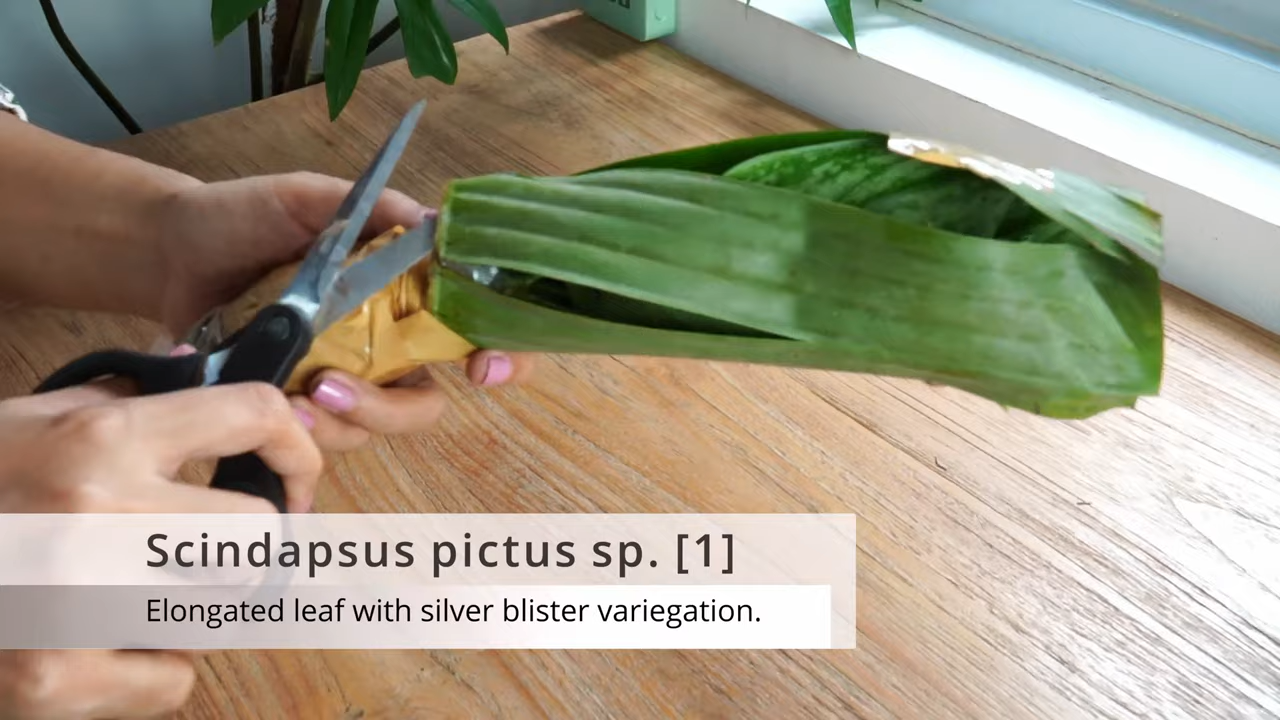 Scindapsus pictus sp. [1]
Elongated leaf with silver blister variegation.